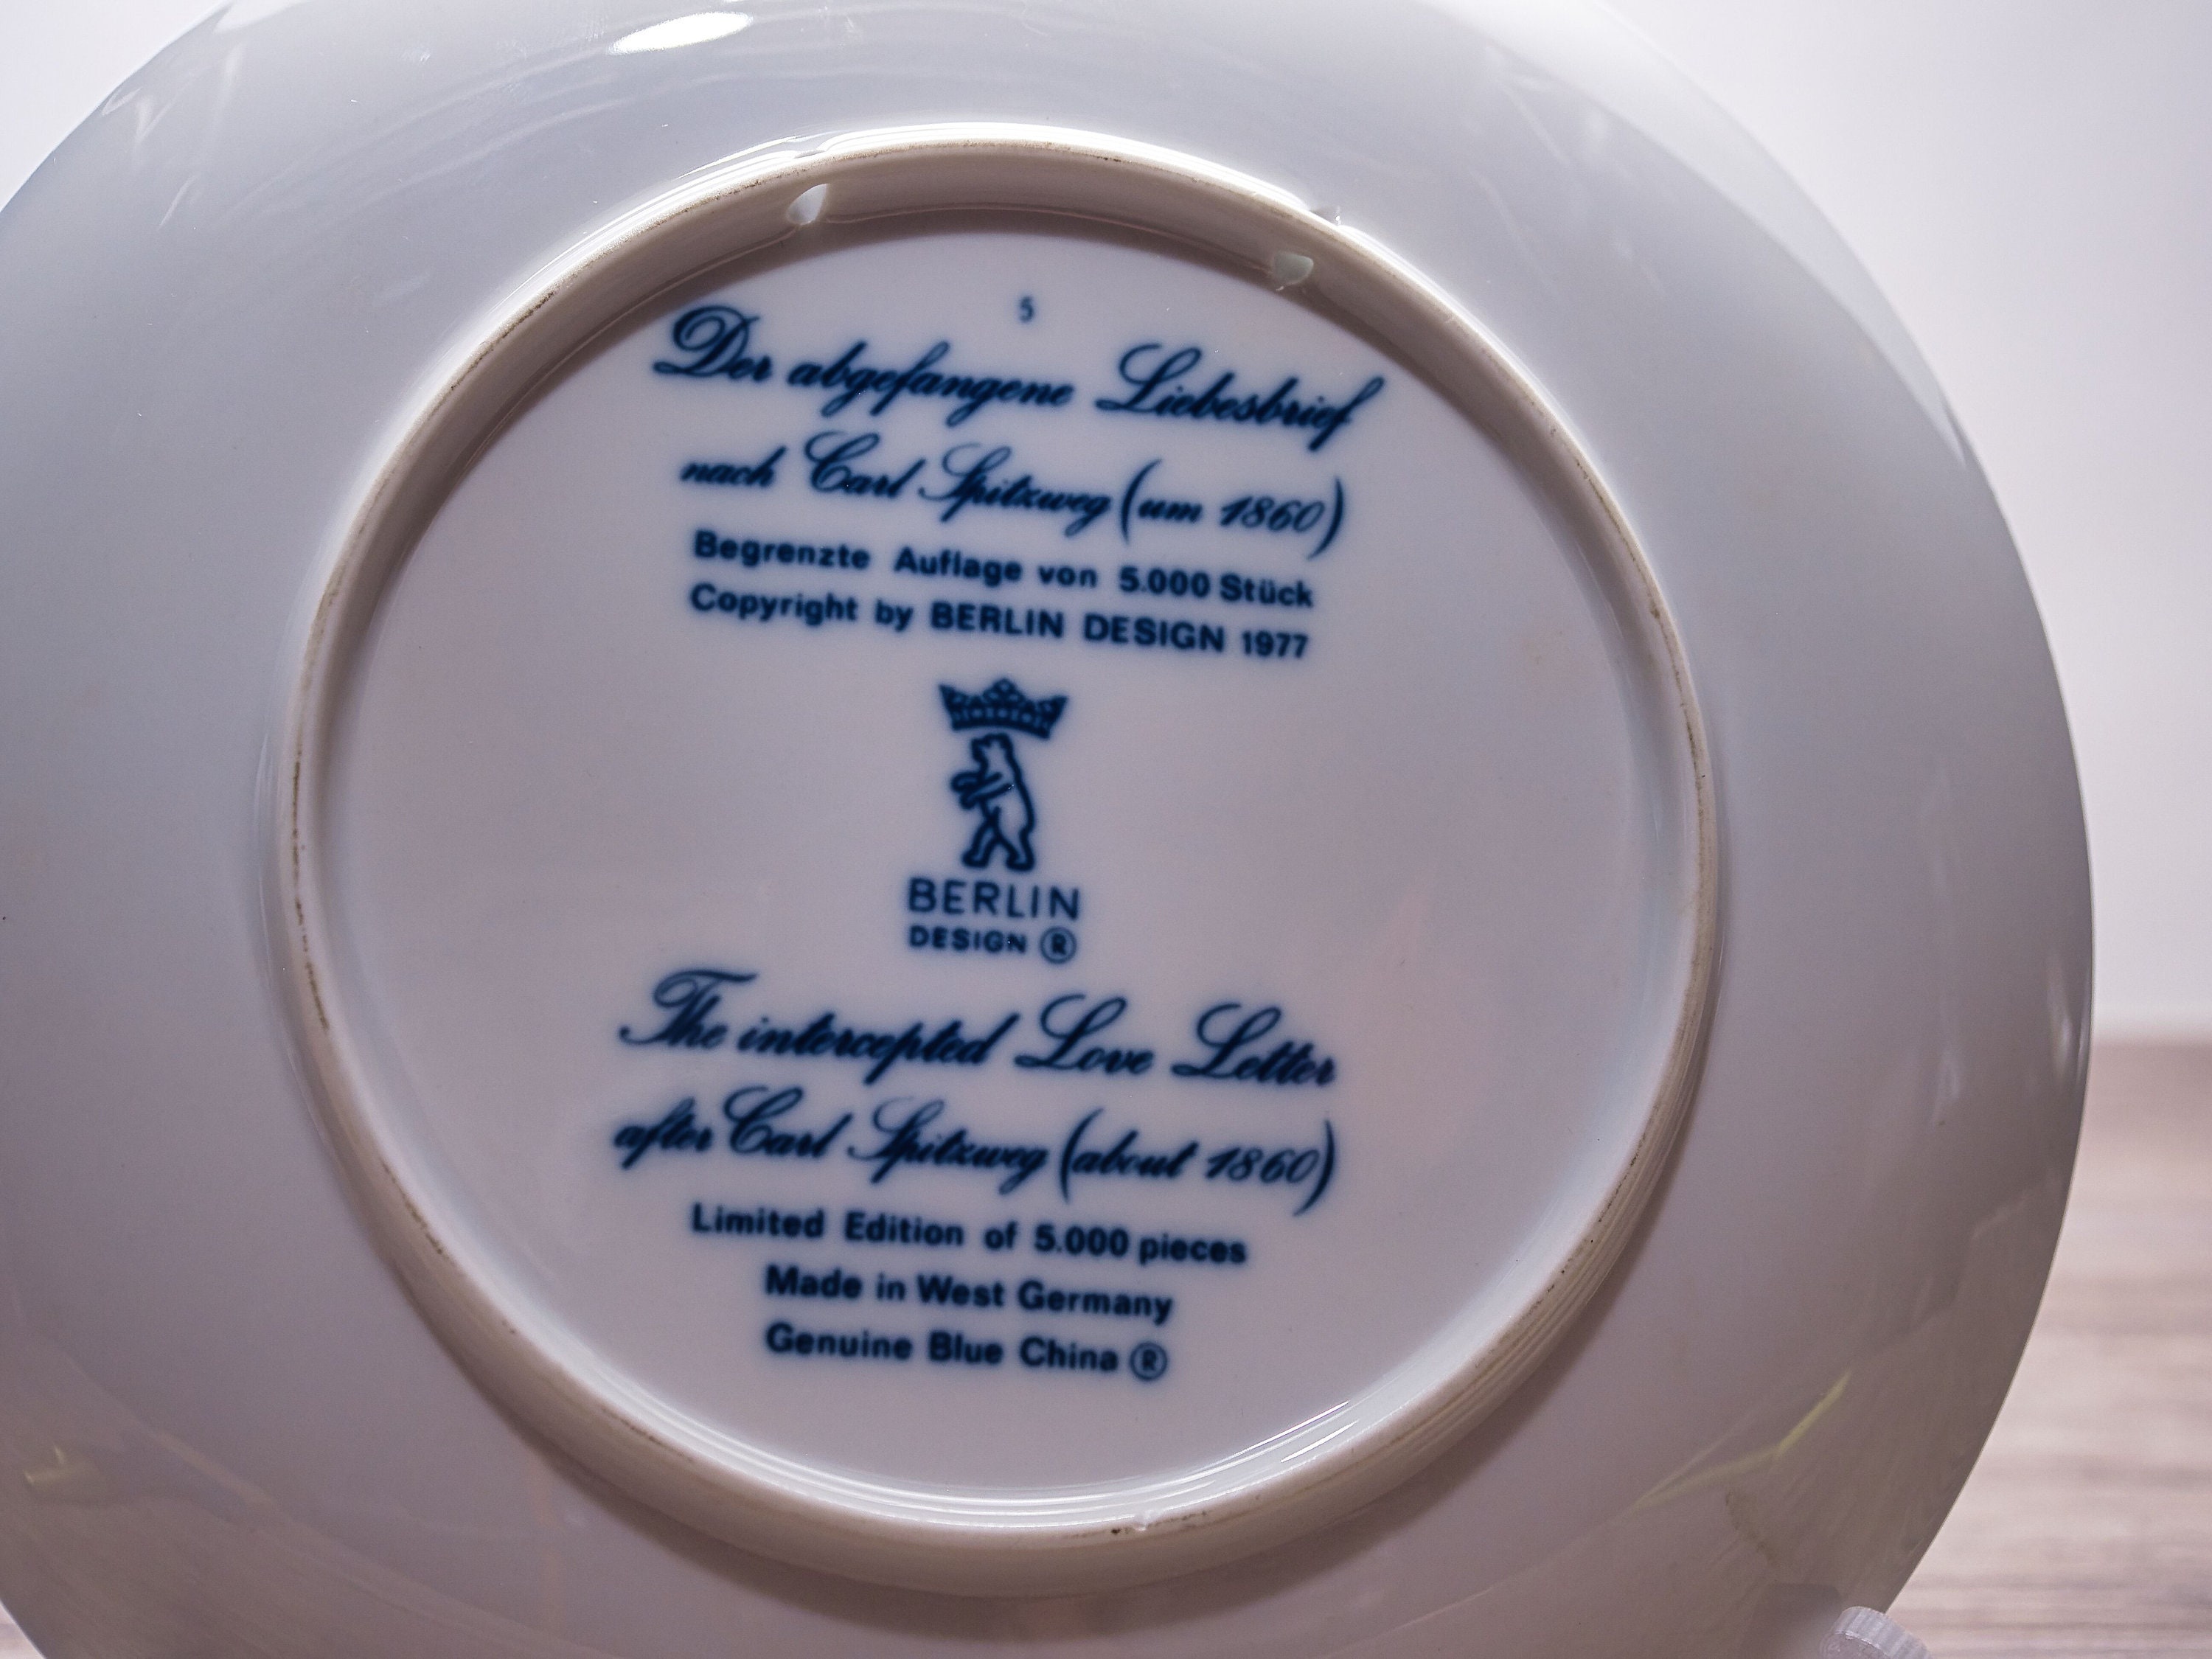 5
Der abgefangene Liebesbrief
nach Carl Spitzweg (um 1860)
Begrenzte Auflage von 5.000 Stück
Copyright by BERLIN DESIGN 1977
BERLIN
DESIGN ®
The intercepted Love Letter
after Carl Spitzweg (about 1860)
Limited Edition of 5.000 pieces
Made in West Germany
Genuine Blue China ®